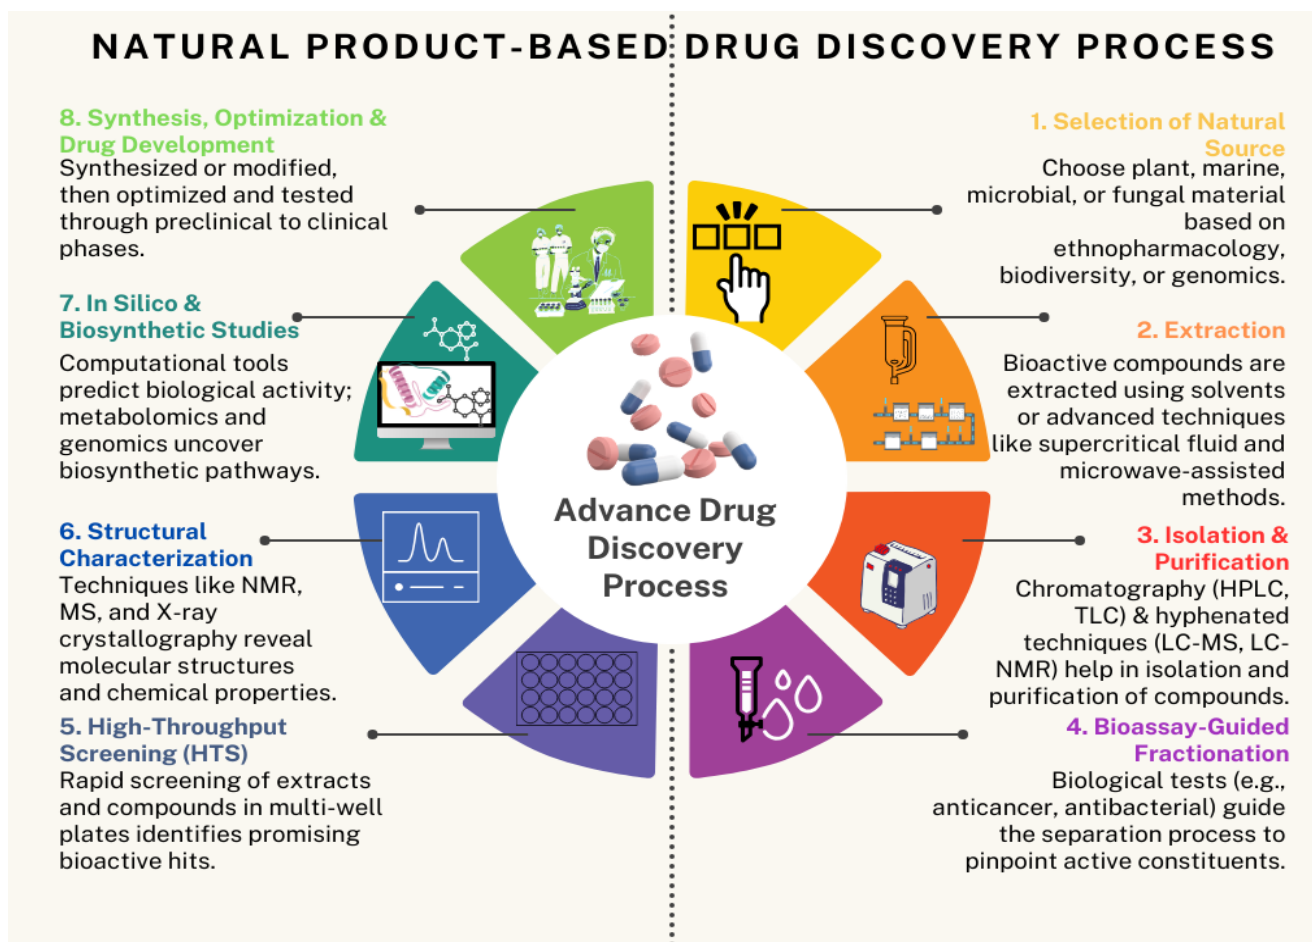 NATURAL PRODUCT-BASED DRUG DISCOVERY PROCESS
1. Selection of Natural
Source
Choose plant, marine,
microbial, or fungal material
based on
ethnopharmacology,
biodiversity, or genomics.
2. Extraction
Bioactive compounds are
extracted using solvents
or advanced techniques
like supercritical fluid and
microwave-assisted
methods.
3. Isolation &
Purification
Chromatography (HPLC,
TLC) & hyphenated
techniques (LC-MS, LC-
NMR) help in isolation and
purification of compounds.
4. Bioassay-Guided
Fractionation
Biological tests (e.g.,
anticancer, antibacterial) guide
the separation process to
pinpoint active constituents.
5. High-Throughput
Screening (HTS)
Rapid screening of extracts
and compounds in multi-well
plates identifies promising
bioactive hits.
6. Structural
Characterization
Techniques like NMR,
MS, and X-ray
crystallography reveal
molecular structures
and chemical properties.
7. In Silico &
Biosynthetic Studies
Computational tools
predict biological activity;
metabolomics and
genomics uncover
biosynthetic pathways.
8. Synthesis, Optimization &
Drug Development
Synthesized or modified,
then optimized and tested
through preclinical to clinical
phases.
Advance Drug
Discovery
Process